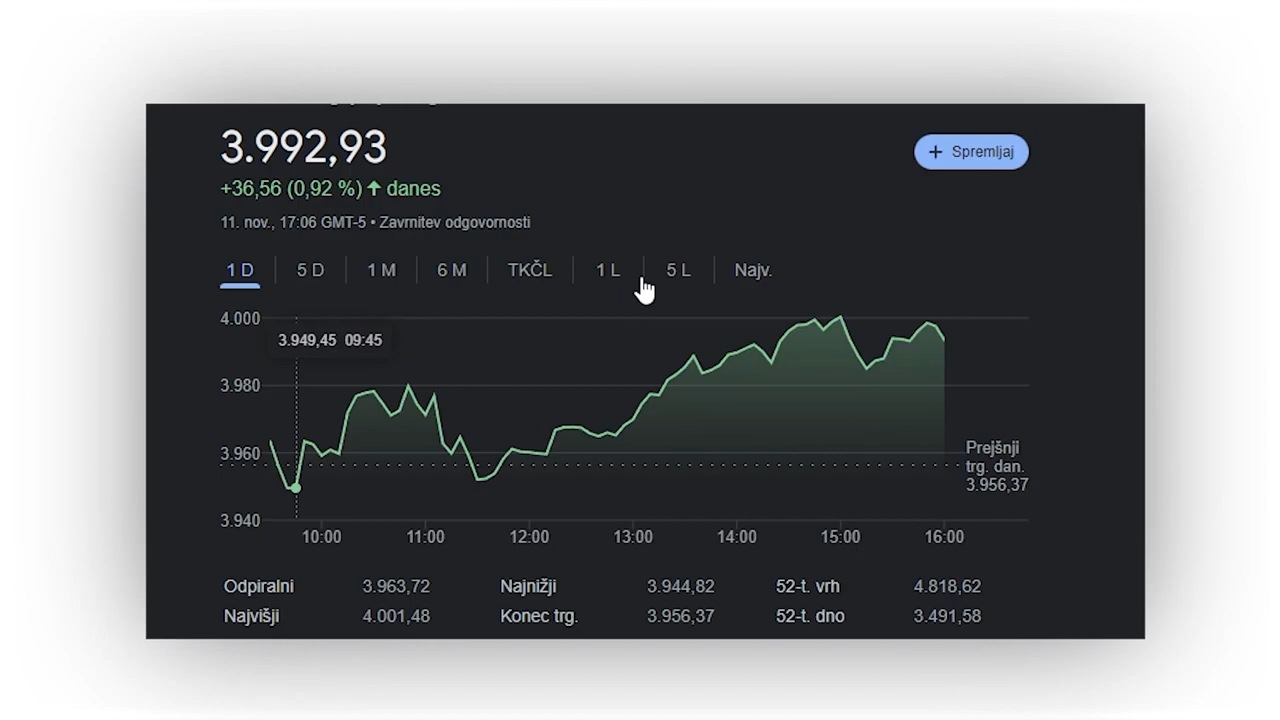 3.992,93
+ Spremljaj
+36,56 (0,92 %) ↑ danes
11. nov., 17:06 GMT-5 • Zavrnitev odgovornosti
1 D 5 D 1 M 6 M TKČL 1 L 5 L Najv.
4.000
3.949,45 09:45
3.980
3.960
Prejšnji
trg. dan.
3.956,37
3.940
10:00 11:00 12:00 13:00 14:00 15:00 16:00
Odpiralni 3.963,72 Najnižji 3.944,82 52-t. vrh 4.818,62
Najvišji 4.001,48 Konec trg. 3.956,37 52-t. dno 3.491,58